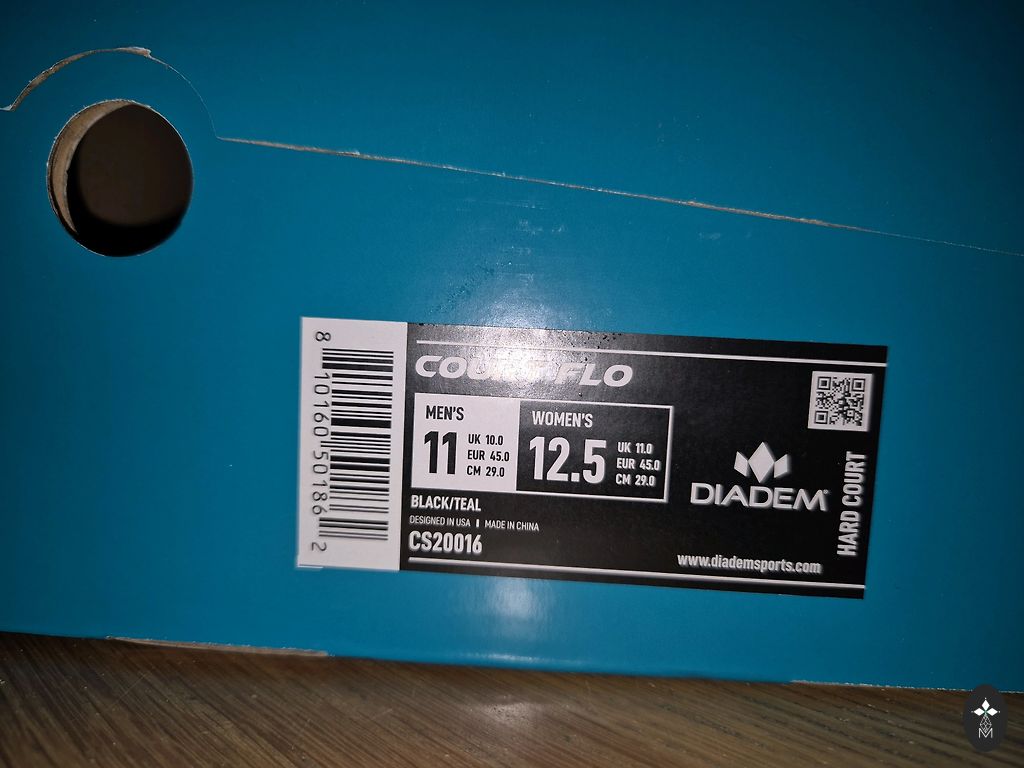 COURT FLO
MEN'S
11
UK 10.0
EUR 45.0
CM 29.0
WOMEN'S
12.5
UK 11.0
EUR 45.0
CM 29.0
BLACK/TEAL
DESIGNED IN USA | MADE IN CHINA
CS20016
DIADEM
www.diademsports.com
HARD COURT
8 10160 50186 2
M